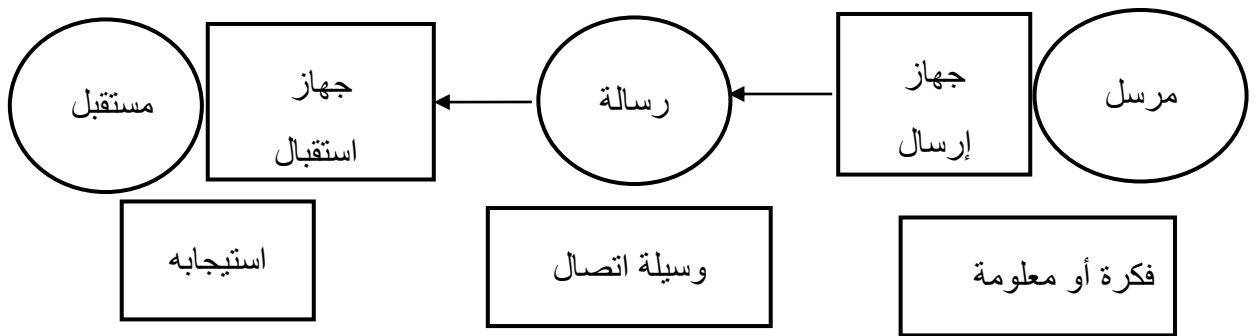 مرسل
جهاز
إرسال
رسالة
جهاز
استقبال
مستقبل
فكرة أو معلومة
وسيلة اتصال
استيجابه